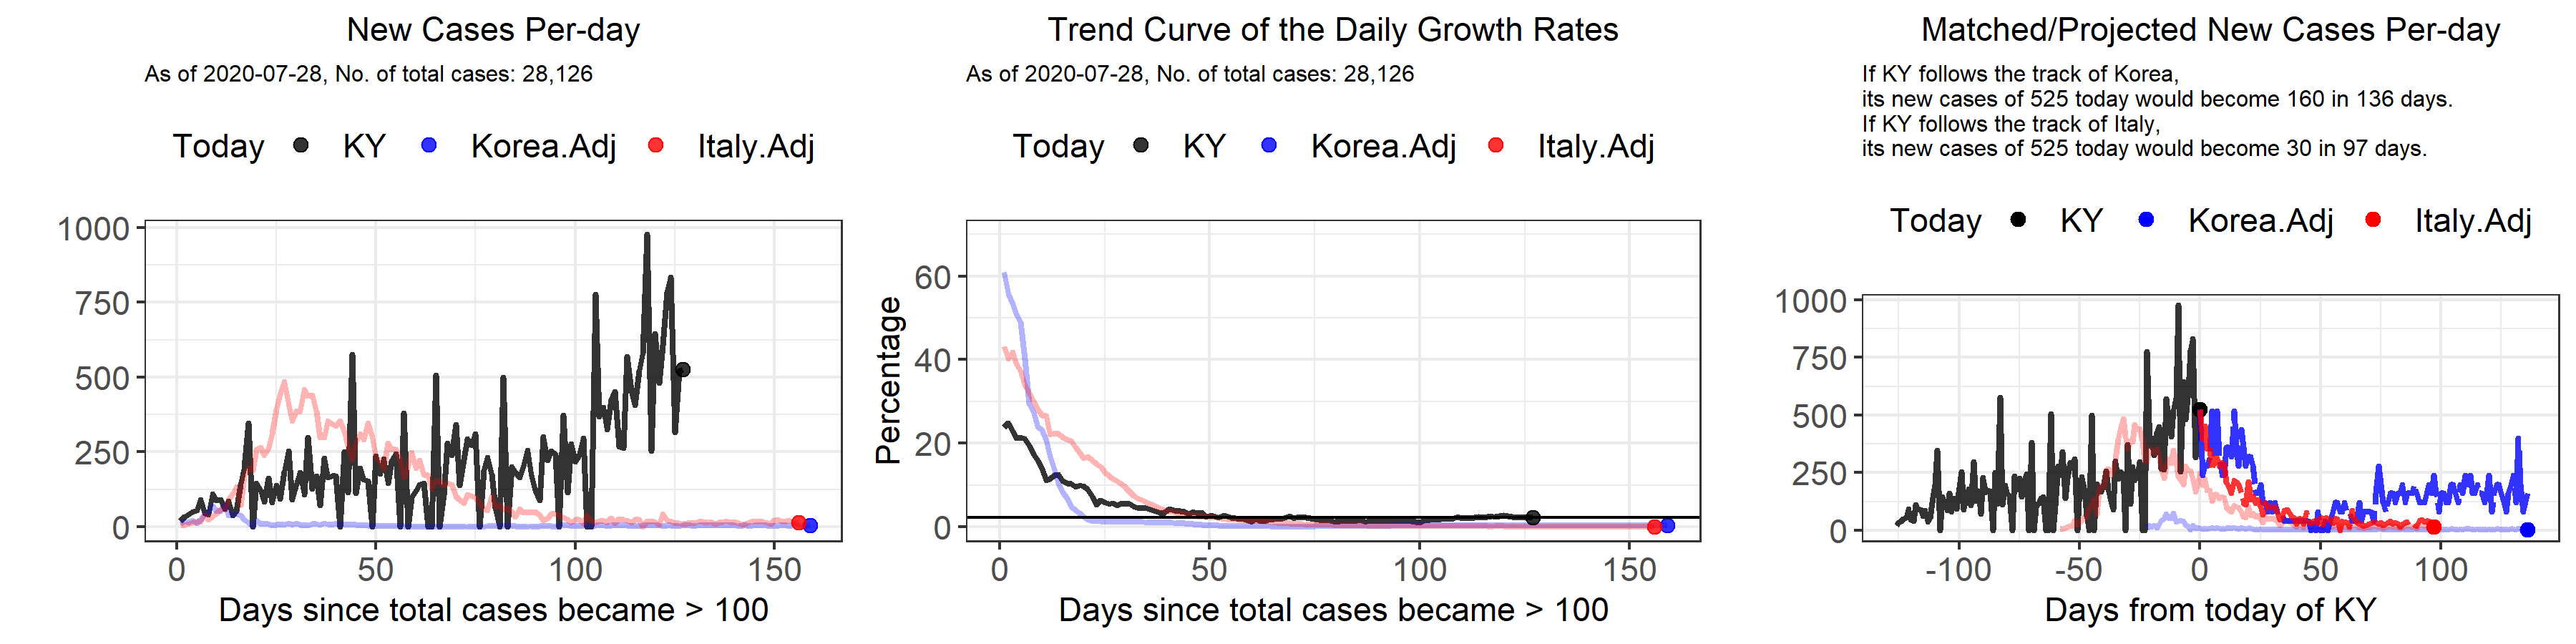 New Cases Per-day
As of 2020-07-28, No. of total cases: 28,126
Today KY Korea.Adj Italy.Adj
1000
750
500
250
0
0 50 100 150
Days since total cases became > 100
Trend Curve of the Daily Growth Rates
As of 2020-07-28, No. of total cases: 28,126
Today KY Korea.Adj Italy.Adj
Percentage
60
40
20
0
0 50 100 150
Days since total cases became > 100
Matched/Projected New Cases Per-day
If KY follows the track of Korea,
its new cases of 525 today would become 160 in 136 days.
If KY follows the track of Italy,
its new cases of 525 today would become 30 in 97 days.
Today KY Korea.Adj Italy.Adj
1000
750
500
250
0
-100 -50 0 50 100
Days from today of KY